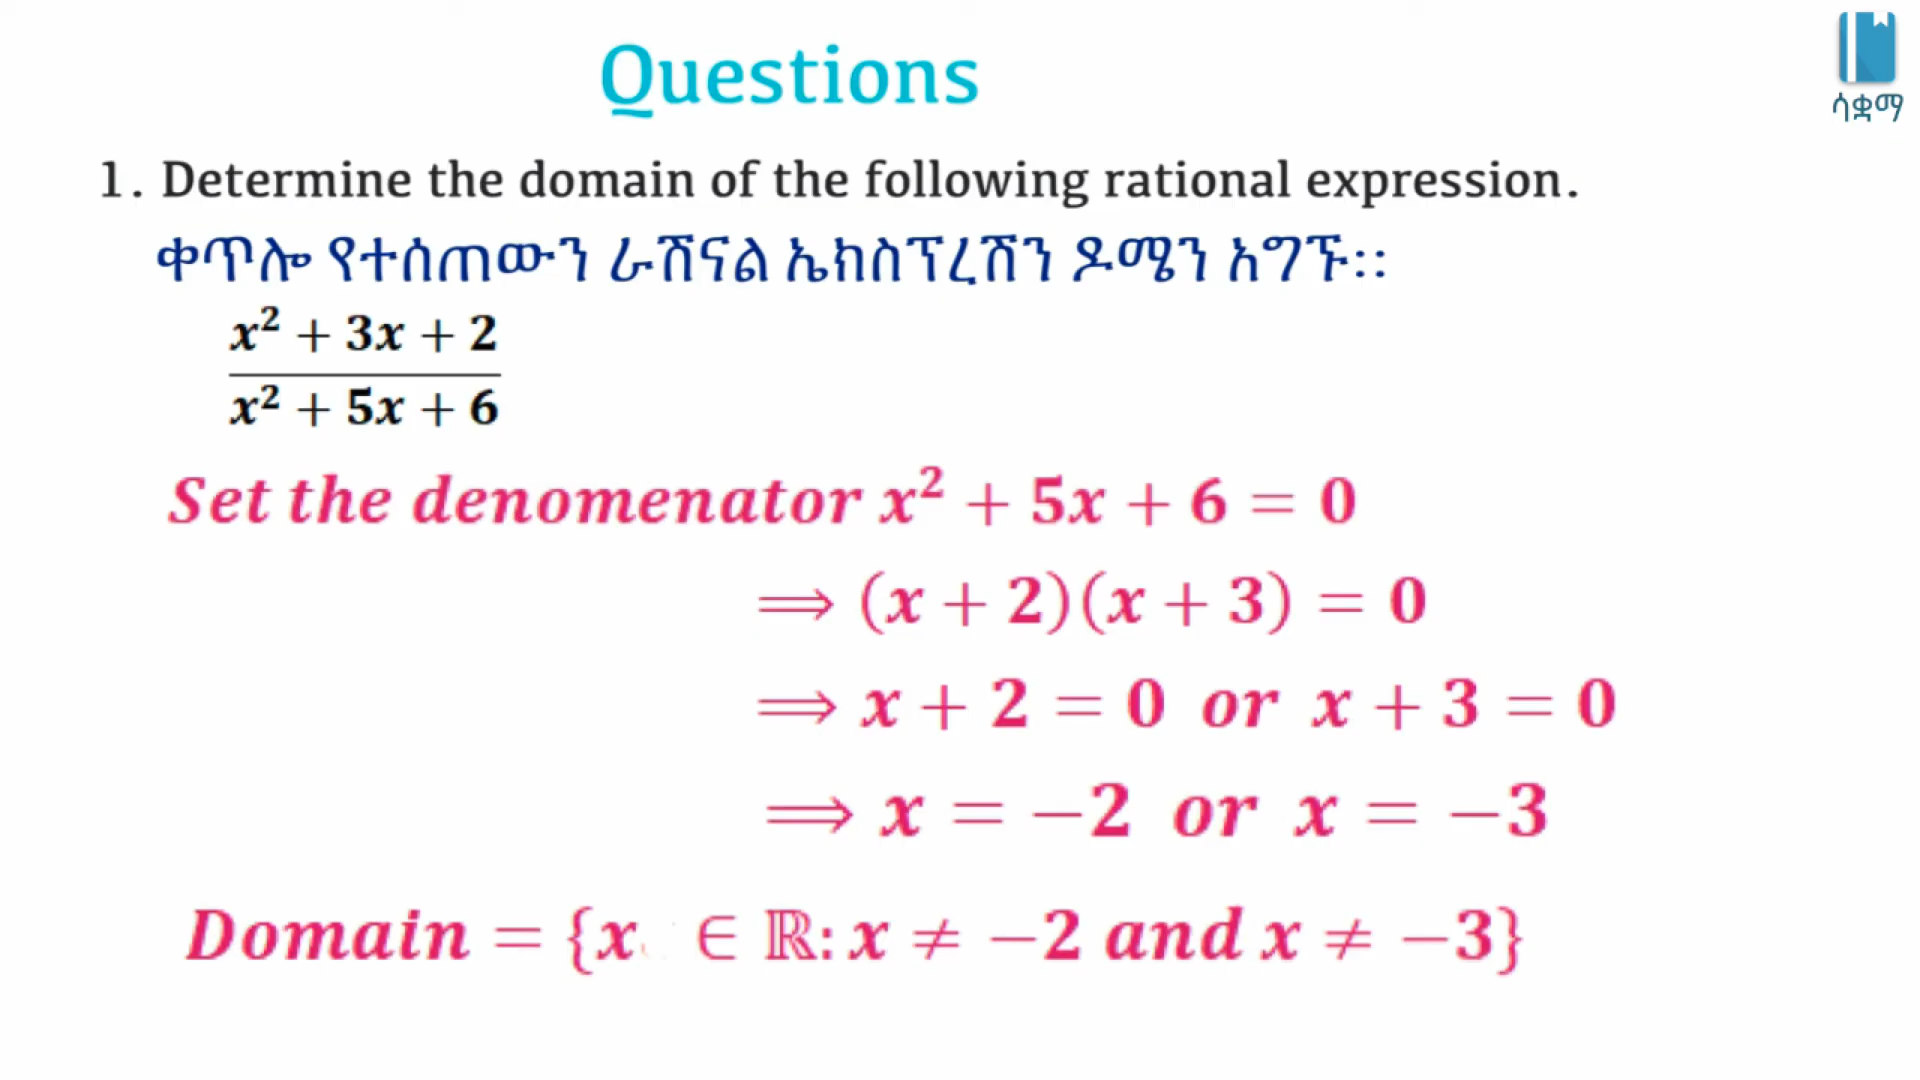 Questions
ሳቋማ
1. Determine the domain of the following rational expression.
ቀጥሎ የተሰጠውን ራሽናል ኤክስፕረሽን ዶሜን አግኙ፡፡
x² + 3x + 2
x² + 5x + 6
Set the denomenator x² + 5x + 6 = 0
⟹ (x + 2)(x + 3) = 0
⟹ x + 2 = 0 or x + 3 = 0
⟹ x = −2 or x = −3
Domain = {x ∈ ℝ: x ≠ −2 and x ≠ −3}